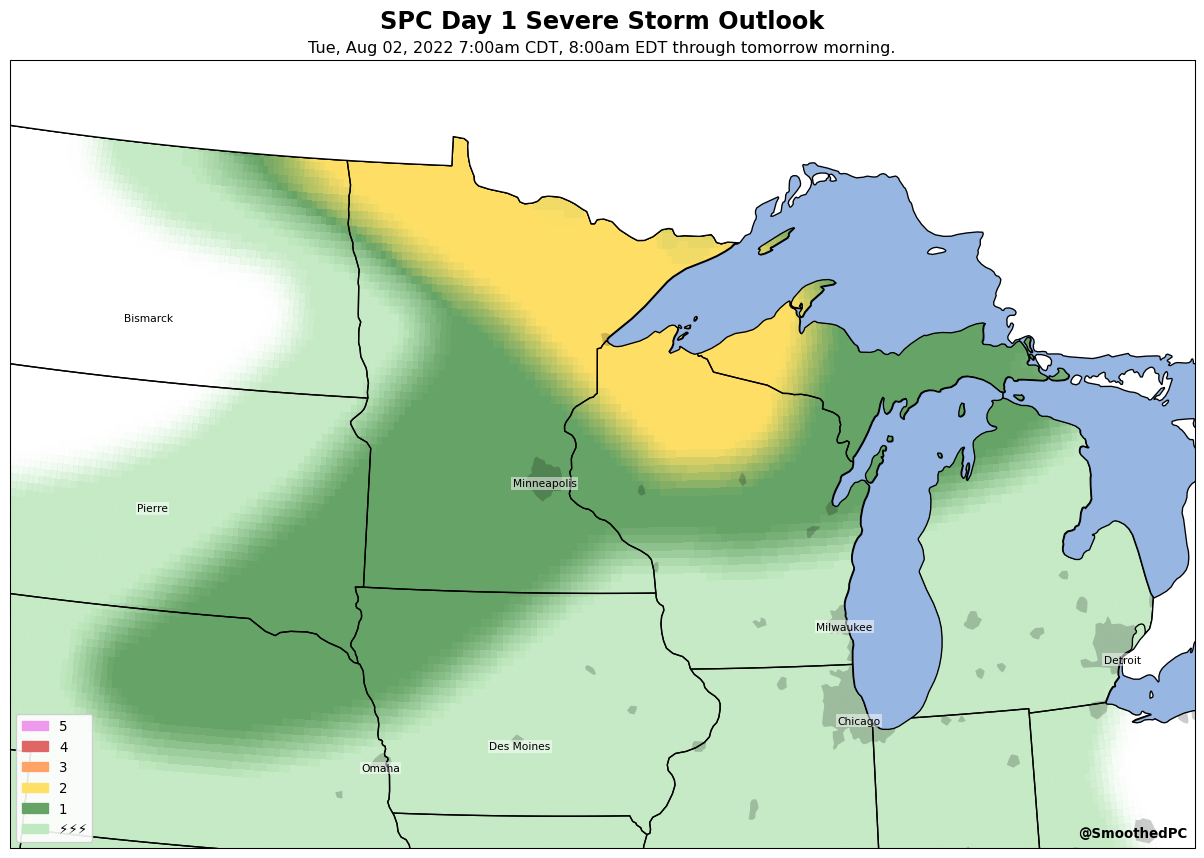 SPC Day 1 Severe Storm Outlook
Tue, Aug 02, 2022 7:00am CDT, 8:00am EDT through tomorrow morning.
Bismarck
Minneapolis
Pierre
Milwaukee
Detroit
Chicago
Des Moines
Omaha
5
4
3
2
1
⚡⚡⚡
@SmoothedPC